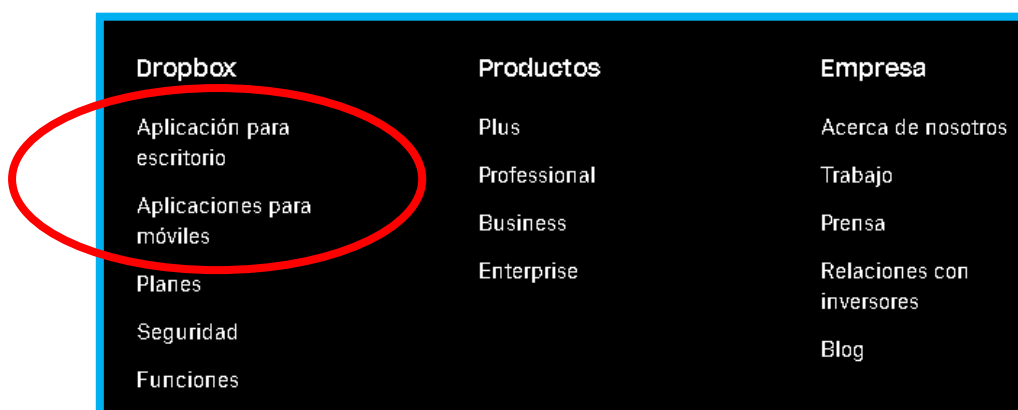 Dropbox
Aplicación para
escritorio
Aplicaciones para
móviles
Planes
Seguridad
Funciones
Productos
Plus
Professional
Business
Enterprise
Empresa
Acerca de nosotros
Trabajo
Prensa
Relaciones con
inversores
Blog